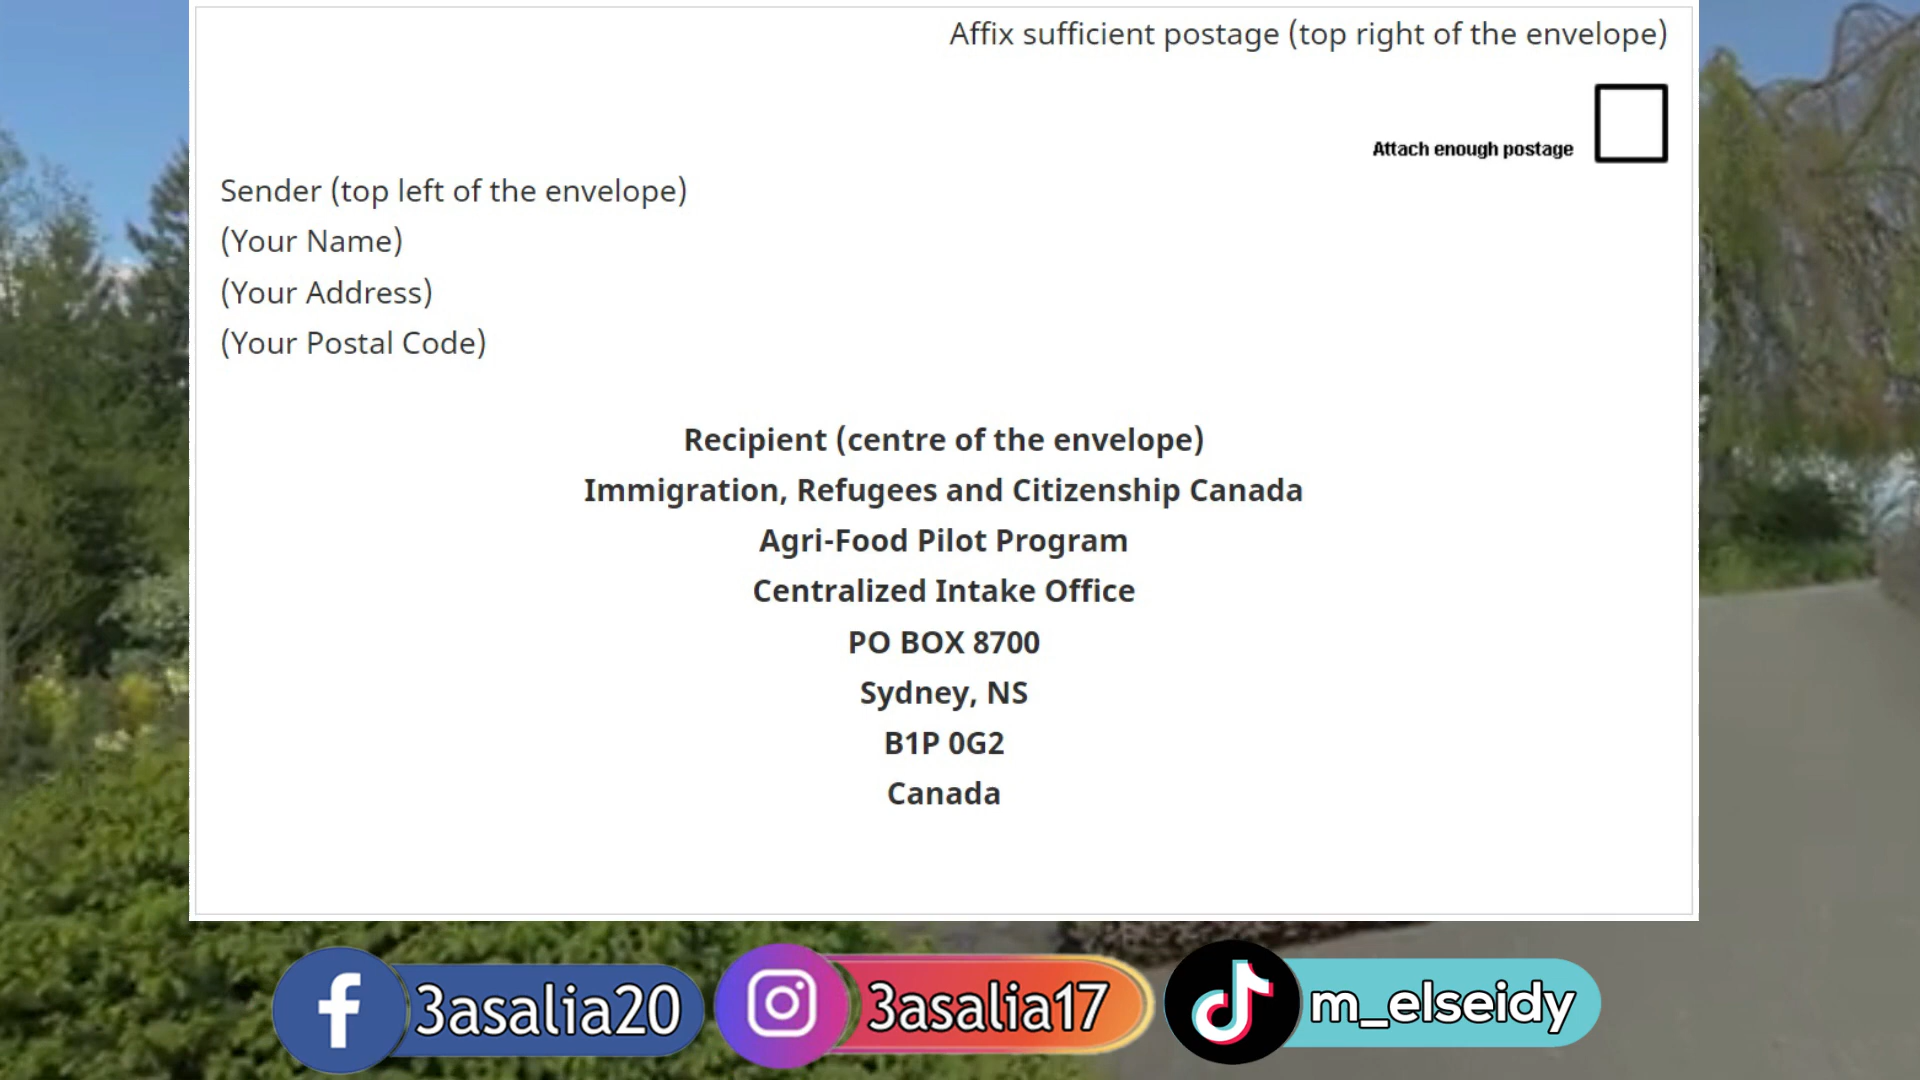 Affix sufficient postage (top right of the envelope)
Attach enough postage
Sender (top left of the envelope)
(Your Name)
(Your Address)
(Your Postal Code)
Recipient (centre of the envelope)
Immigration, Refugees and Citizenship Canada
Agri-Food Pilot Program
Centralized Intake Office
PO BOX 8700
Sydney, NS
B1P 0G2
Canada
3asalia20
3asalia17
m_elseidy